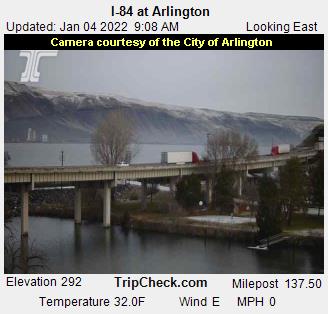 I-84 at Arlington
Updated: Jan 04 2022 9:08 AM Looking East
Camera courtesy of the City of Arlington
Elevation 292 TripCheck.com Milepost 137.50
Temperature 32.0F Wind E MPH 0